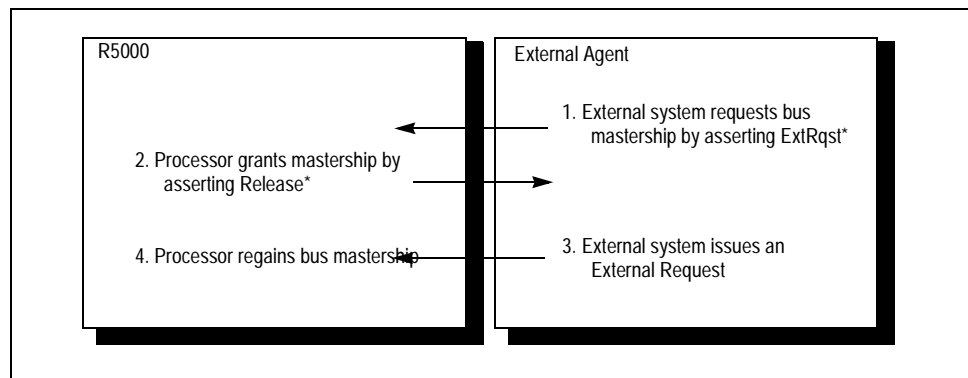 R5000
External Agent
1. External system requests bus
mastership by asserting ExtRqst*
2. Processor grants mastership by
asserting Release*
3. External system issues an
External Request
4. Processor regains bus mastership